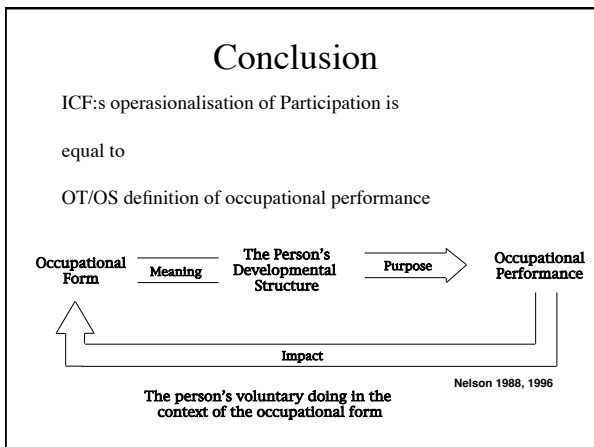 Conclusion
ICF:s operasionalisation of Participation is
equal to
OT/OS definition of occupational performance
Occupational
Form
Meaning
The Person's
Developmental
Structure
Purpose
Occupational
Performance
Impact
Nelson 1988, 1996
The person's voluntary doing in the
context of the occupational form